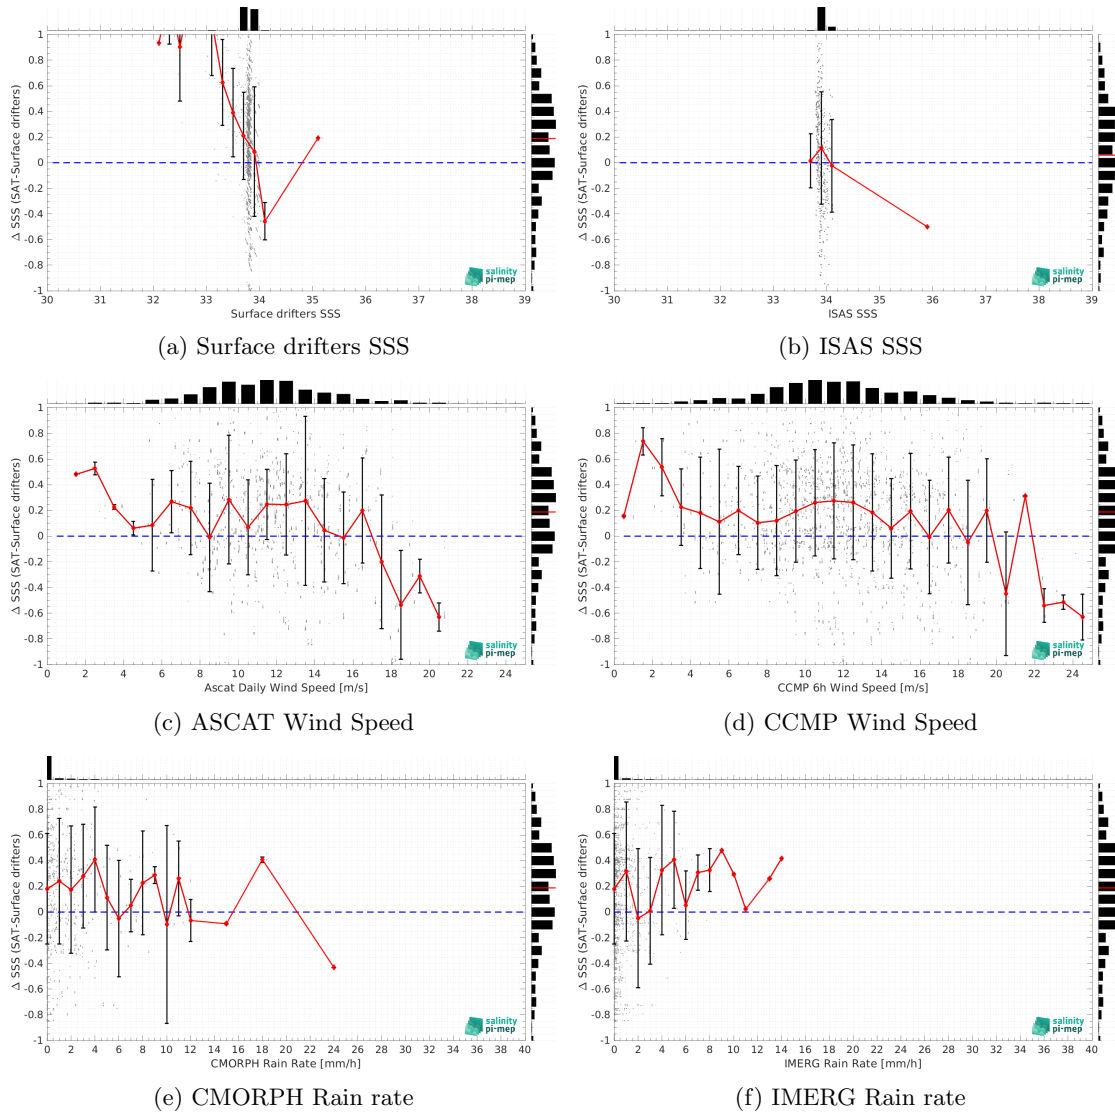 1
0.8
0.6
0.4
0.2
0
-0.2
-0.4
-0.6
-0.8
-1
Δ SSS (SAT-Surface drifters)
30 31 32 33 34 35 36 37 38 39
Surface drifters SSS
salinity
pi-mep
(a) Surface drifters SSS
1
0.8
0.6
0.4
0.2
0
-0.2
-0.4
-0.6
-0.8
-1
Δ SSS (SAT-Surface drifters)
30 31 32 33 34 35 36 37 38 39
ISAS SSS
salinity
pi-mep
(b) ISAS SSS
1
0.8
0.6
0.4
0.2
0
-0.2
-0.4
-0.6
-0.8
-1
Δ SSS (SAT-Surface drifters)
0 2 4 6 8 10 12 14 16 18 20 22 24
Ascat Daily Wind Speed [m/s]
salinity
pi-mep
(c) ASCAT Wind Speed
1
0.8
0.6
0.4
0.2
0
-0.2
-0.4
-0.6
-0.8
-1
Δ SSS (SAT-Surface drifters)
0 2 4 6 8 10 12 14 16 18 20 22 24
CCMP 6h Wind Speed [m/s]
salinity
pi-mep
(d) CCMP Wind Speed
1
0.8
0.6
0.4
0.2
0
-0.2
-0.4
-0.6
-0.8
-1
Δ SSS (SAT-Surface drifters)
0 2 4 6 8 10 12 14 16 18 20 22 24 26 28 30 32 34 36 38 40
CMORPH Rain Rate [mm/h]
salinity
pi-mep
(e) CMORPH Rain rate
1
0.8
0.6
0.4
0.2
0
-0.2
-0.4
-0.6
-0.8
-1
Δ SSS (SAT-Surface drifters)
0 2 4 6 8 10 12 14 16 18 20 22 24 26 28 30 32 34 36 38 40
IMERG Rain Rate [mm/h]
salinity
pi-mep
(f) IMERG Rain rate